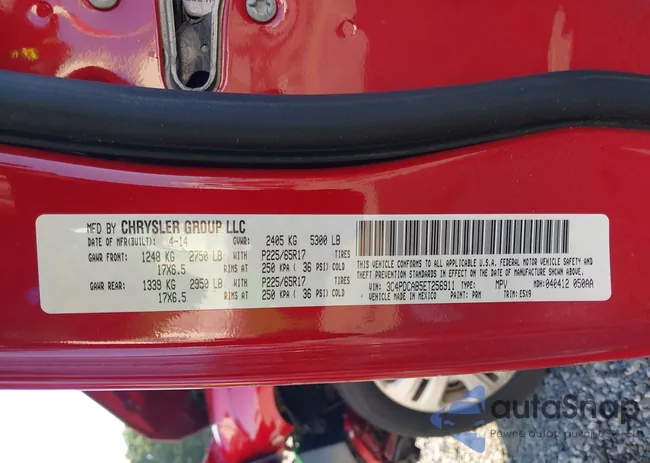 MFD BY CHRYSLER GROUP LLC
DATE OF MFR(BUILT): 4-14 GVWR: 2405 KG 5300 LB
GAWR FRONT: 1248 KG 2750 LB WITH P225/65R17 TIRES
17X6.5 RIMS AT 250 KPA ( 36 PSI) COLD
GAWR REAR: 1339 KG 2950 LB WITH P225/65R17 TIRES
17X6.5 RIMS AT 250 KPA ( 36 PSI) COLD
THIS VEHICLE CONFORMS TO ALL APPLICABLE U.S.A. FEDERAL MOTOR VEHICLE SAFETY AND
THEFT PREVENTION STANDARDS IN EFFECT ON THE DATE OF MANUFACTURE SHOWN ABOVE.
VIN: 3C4PDCAB5ET256911 TYPE: MPV MDH: 040412 050AA
VEHICLE MADE IN MEXICO PAINT: PRM TRIM: ESX9
autoSnap
Pewne auto